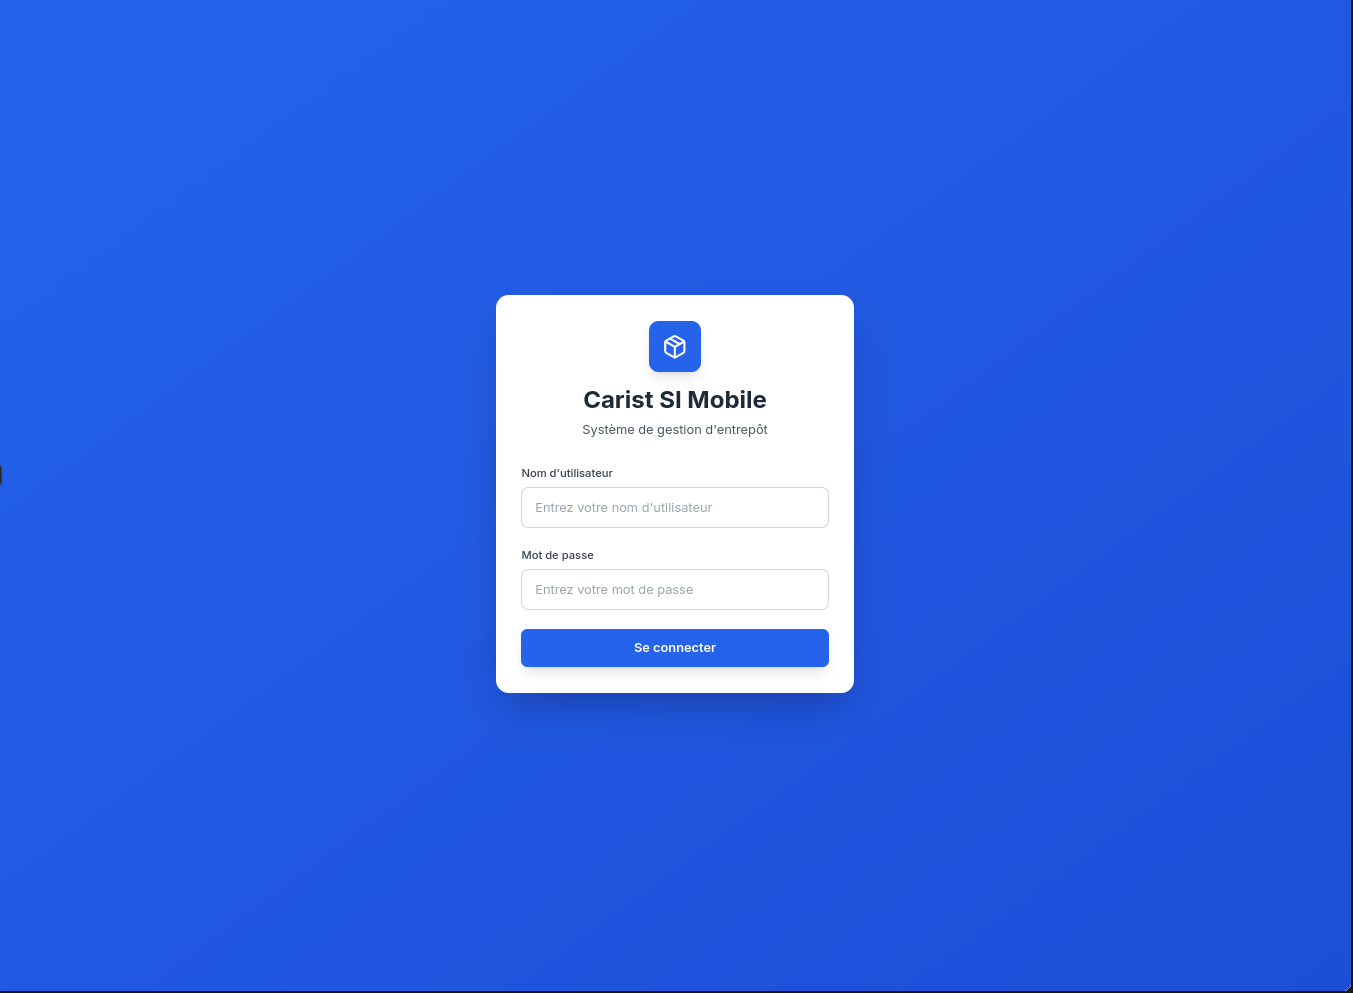 Carist SI Mobile
Système de gestion d'entrepôt
Nom d'utilisateur
Entrez votre nom d'utilisateur
Mot de passe
Entrez votre mot de passe
Se connecter